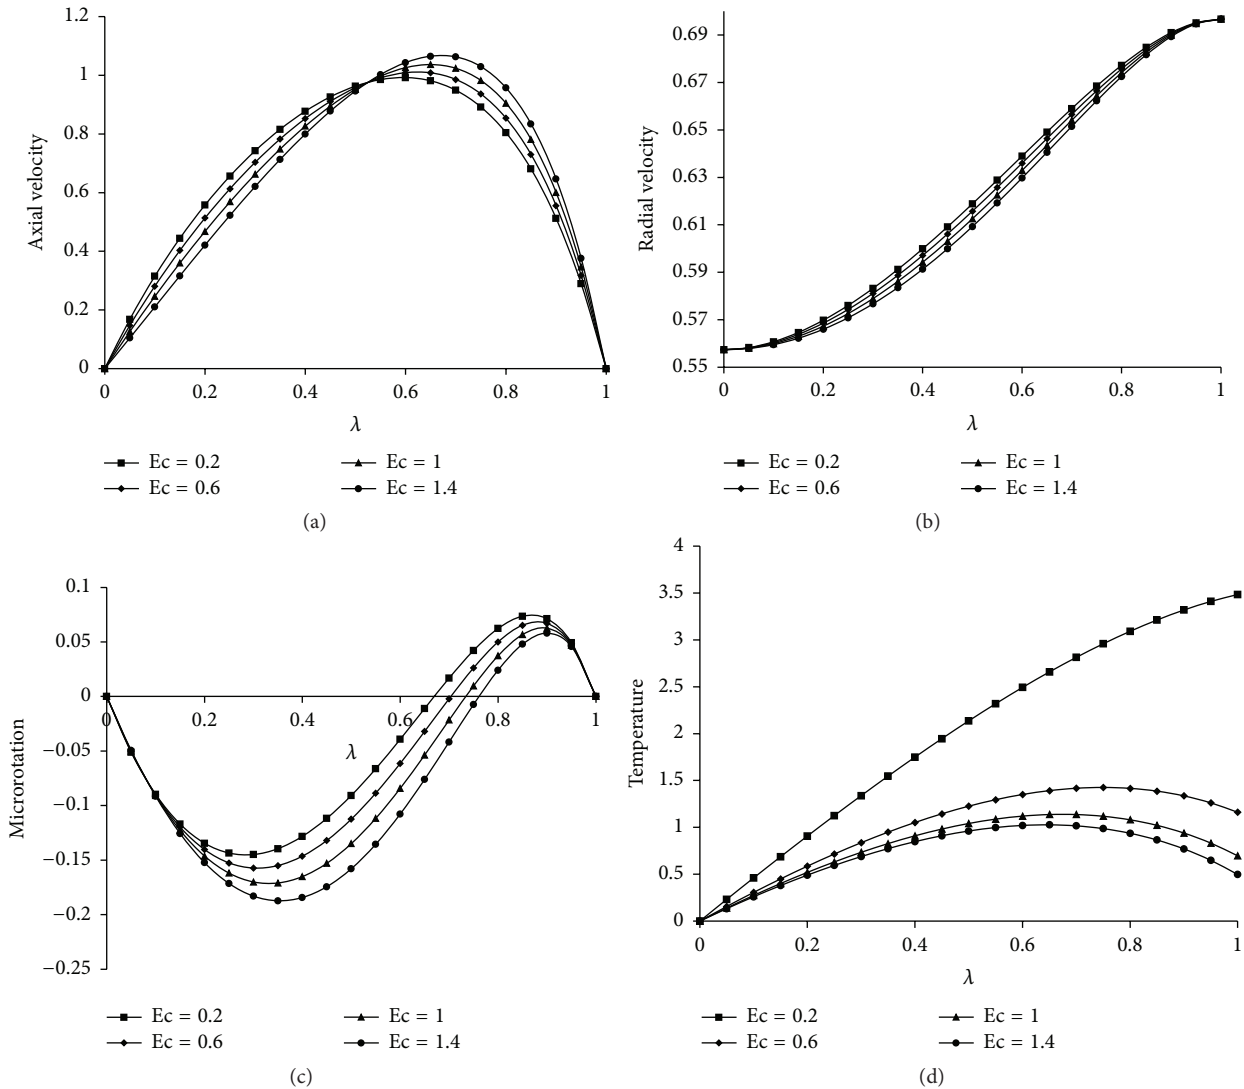 1.2
1
0.8
0.6
0.4
0.2
0
Axial velocity
0 0.2 0.4 0.6 0.8 1
λ
Ec = 0.2 Ec = 1
Ec = 0.6 Ec = 1.4
(a)
0.69
0.67
0.65
0.63
0.61
0.59
0.57
0.55
Radial velocity
0 0.2 0.4 0.6 0.8 1
λ
Ec = 0.2 Ec = 1
Ec = 0.6 Ec = 1.4
(b)
0.1
0.05
0
−0.05
−0.1
−0.15
−0.2
−0.25
Microrotation
0 0.2 0.4 0.6 0.8 1
λ
Ec = 0.2 Ec = 1
Ec = 0.6 Ec = 1.4
(c)
4
3.5
3
2.5
2
1.5
1
0.5
0
Temperature
0 0.2 0.4 0.6 0.8 1
λ
Ec = 0.2 Ec = 1
Ec = 0.6 Ec = 1.4
(d)